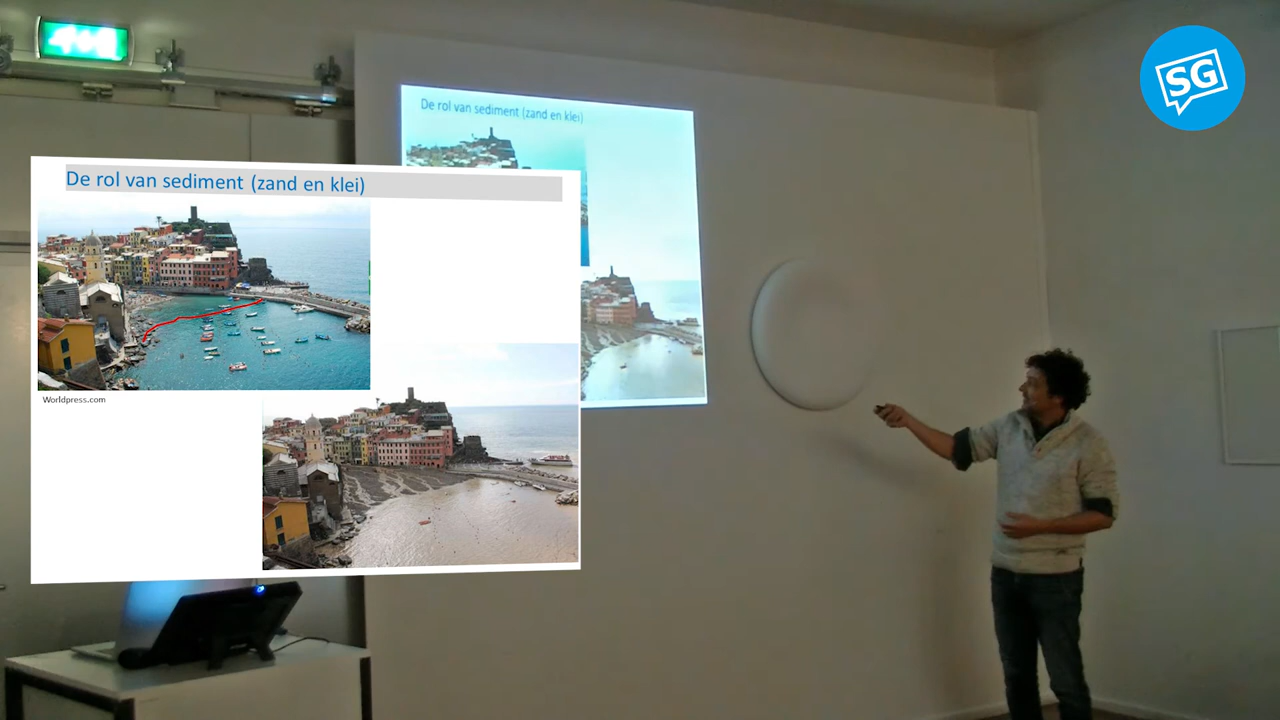 SG
De rol van sediment (zand en klei)
De rol van sediment (zand en klei)
Worldpress.com